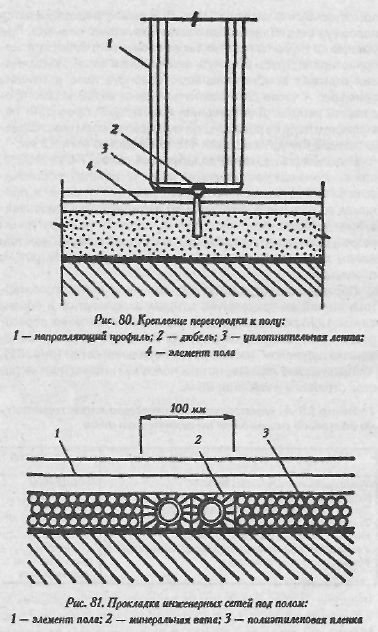 1
2
3
4
Рис. 80. Крепление перегородки к полу:
1 — направляющий профиль; 2 — дюбель; 3 — уплотнительная лента;
4 — элемент пола
100 мм
1
2
3
Рис. 81. Прокладка инженерных сетей под полом:
1 — элемент пола; 2 — минеральная вата; 3 — полиэтиленовая пленка